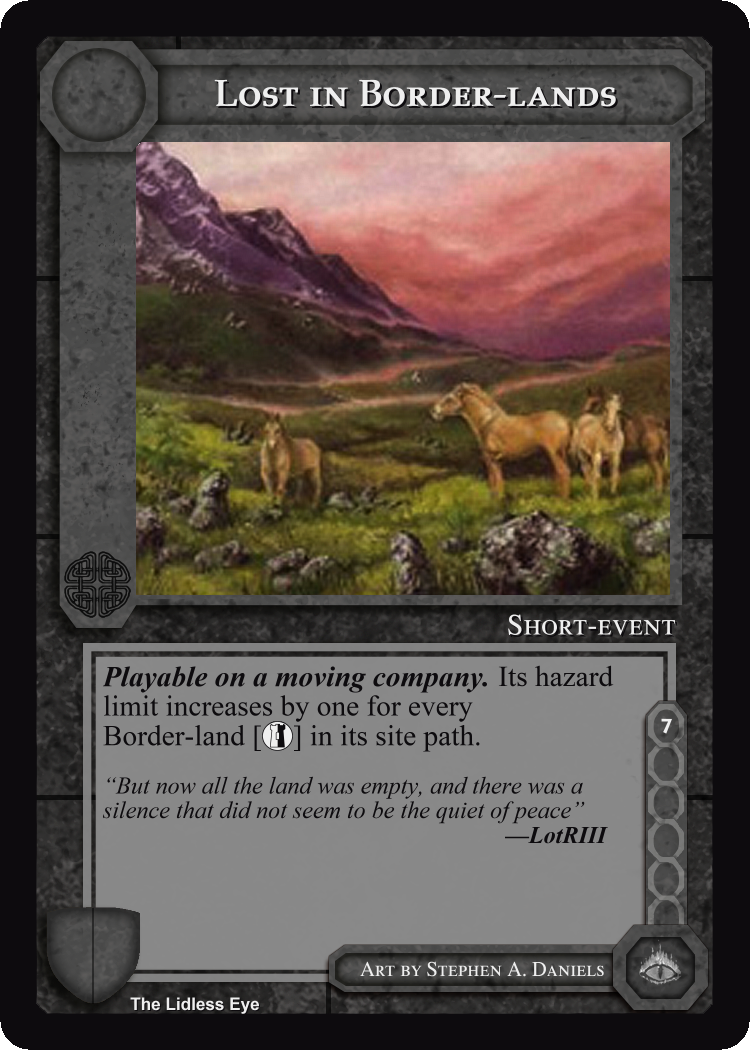 Lost in Border-lands
Short-event
Playable on a moving company. Its hazard
limit increases by one for every
Border-land [ ] in its site path.
7
“But now all the land was empty, and there was a
silence that did not seem to be the quiet of peace”
—LotRIII
Art by Stephen A. Daniels
The Lidless Eye